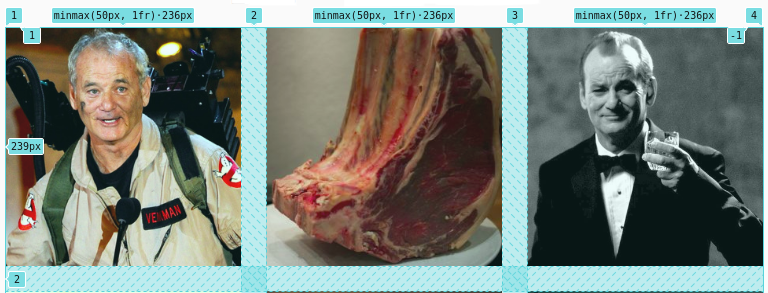 1 minmax(50px, 1fr)·236px 2 minmax(50px, 1fr)·236px 3 minmax(50px, 1fr)·236px 4
1 -1
239px
VENKMAN
2